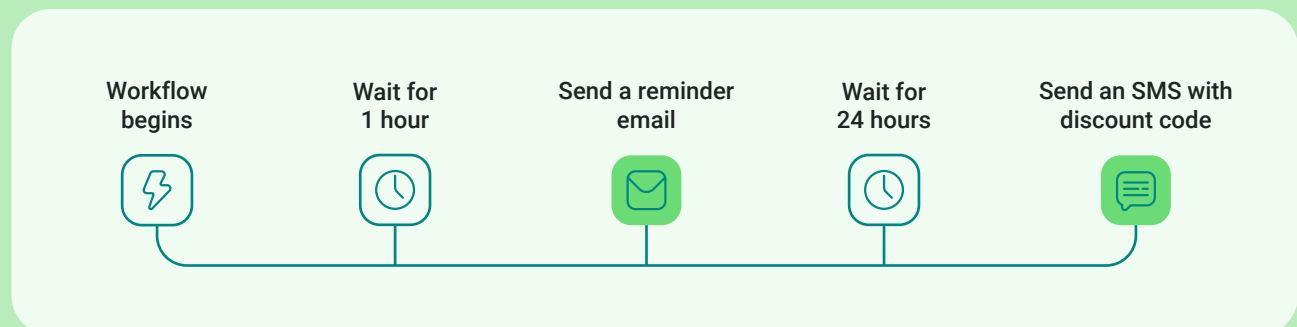 Workflow
begins
Wait for
1 hour
Send a reminder
email
Wait for
24 hours
Send an SMS with
discount code